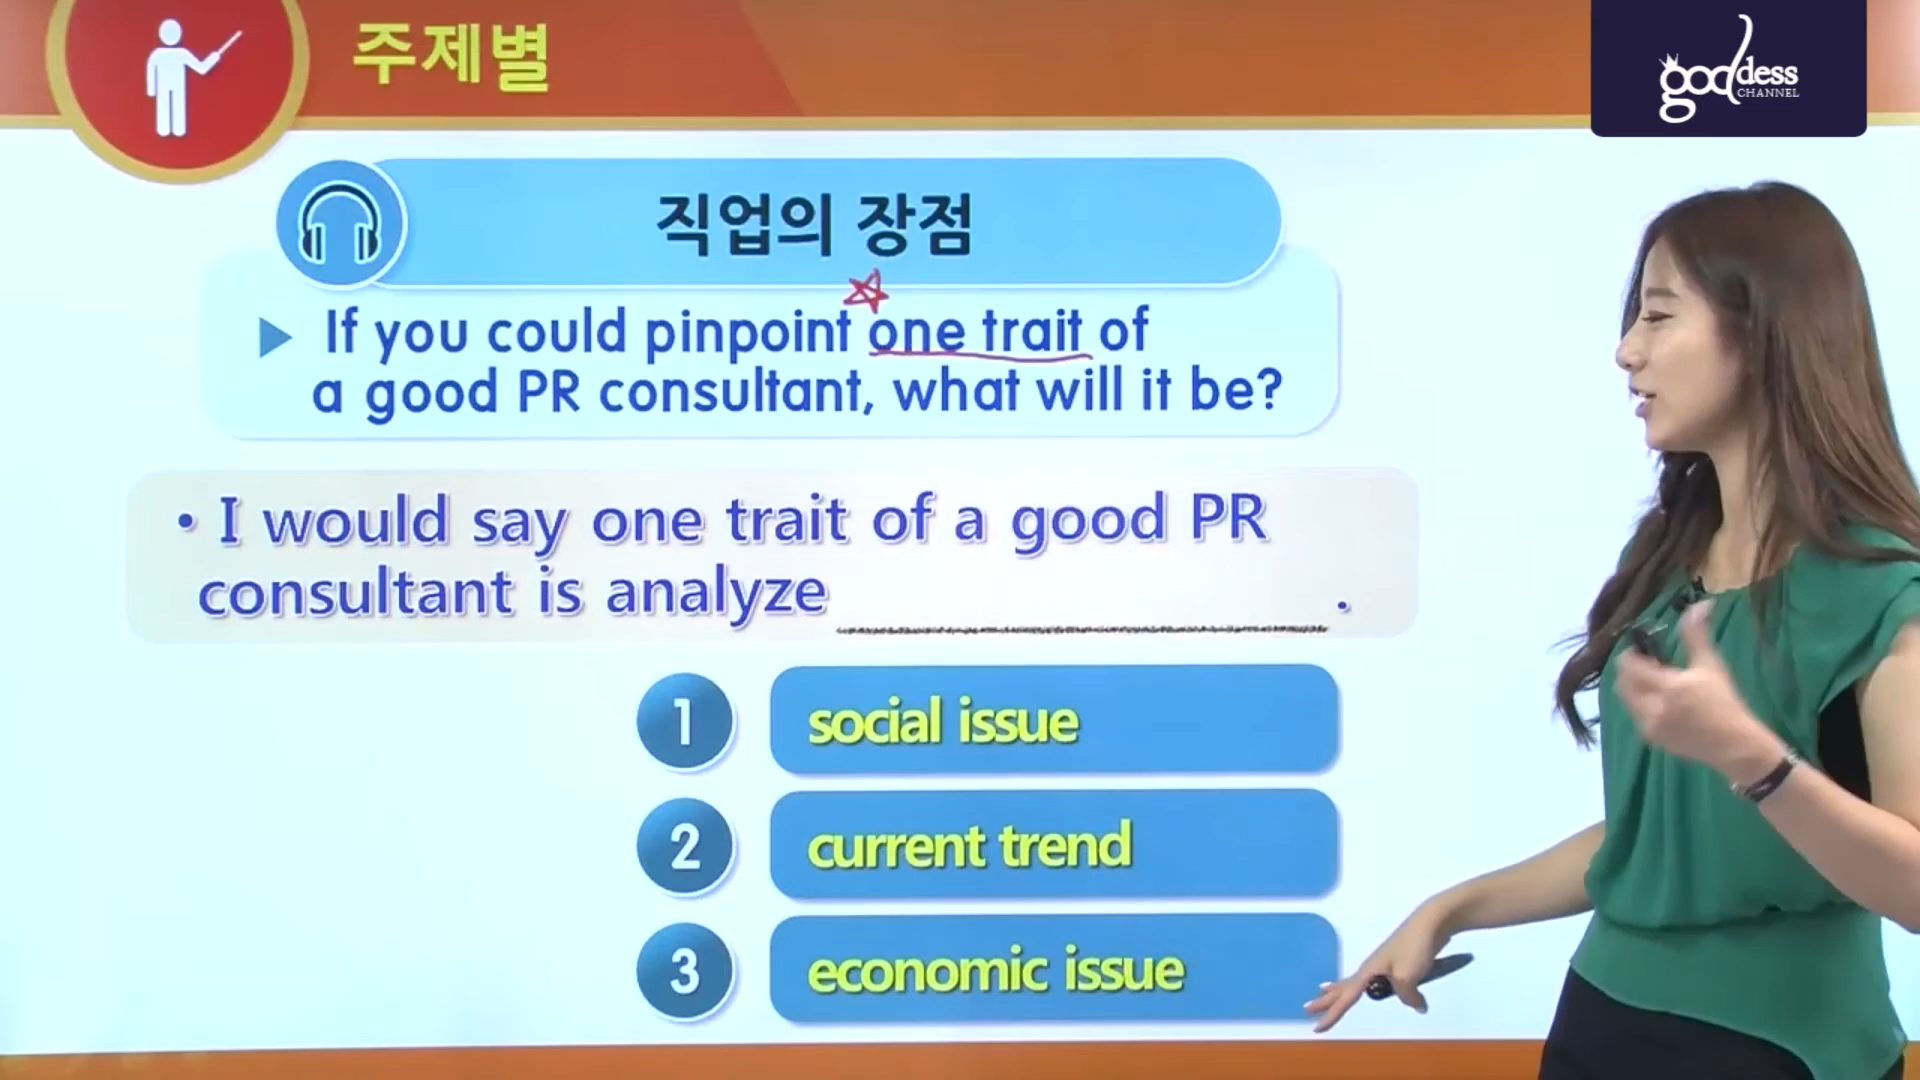 주제별
goddess
CHANNEL
직업의 장점
If you could pinpoint one trait of
a good PR consultant, what will it be?
• I would say one trait of a good PR
consultant is analyze ________ .
1 social issue
2 current trend
3 economic issue